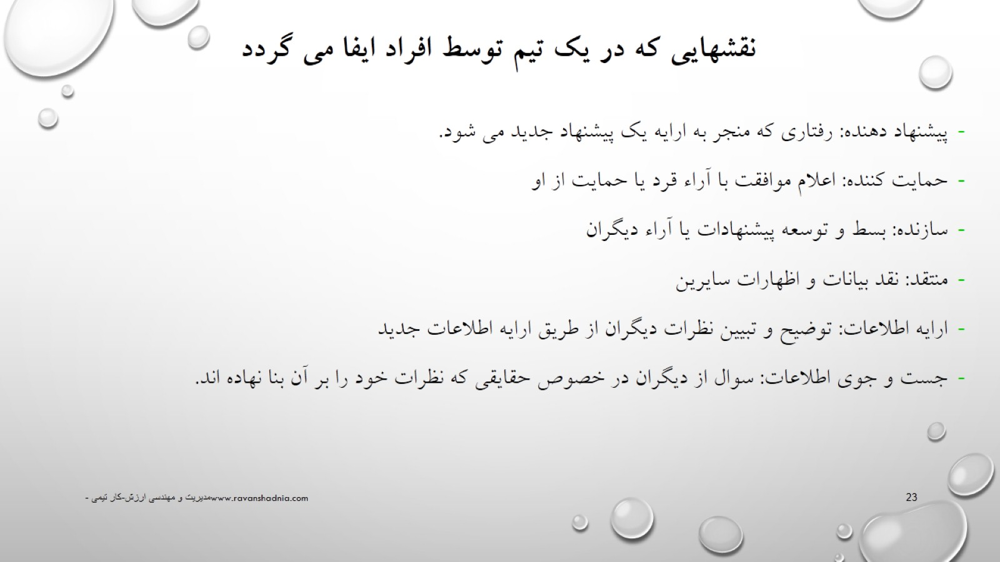 نقشهایی که در یک تیم توسط افراد ایفا می گردد
- پیشنهاد دهنده: رفتاری که منجر به ارایه یک پیشنهاد جدید می شود.
- حمایت کننده: اعلام موافقت با آراء قرد یا حمایت از او
- سازنده: بسط و توسعه پیشنهادات یا آراء دیگران
- منتقد: نقد بیانات و اظهارات سایرین
- ارایه اطلاعات: توضیح و تبیین نظرات دیگران از طریق ارایه اطلاعات جدید
- جست و جوی اطلاعات: سوال از دیگران در خصوص حقایقی که نظرات خود را بر آن بنا نهاده اند.
www.ravanshadnia.comمدیریت و مهندسی ارزش-کار تیمی -
23